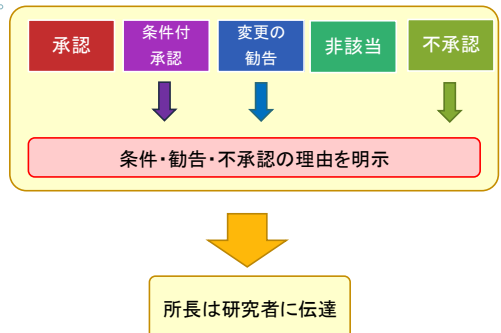 承認
条件付
承認
変更の
勧告
非該当
不承認
条件・勧告・不承認の理由を明示
所長は研究者に伝達